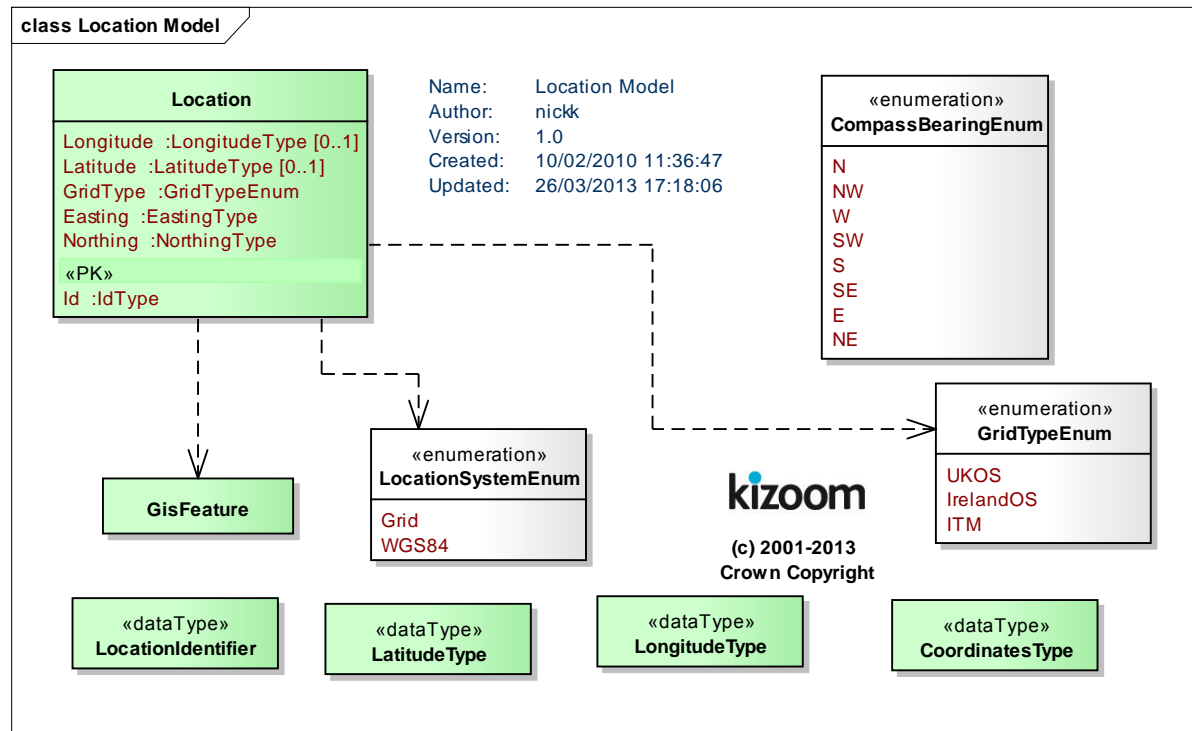 class Location Model
Location
Longitude :LongitudeType [0..1]
Latitude :LatitudeType [0..1]
GridType :GridTypeEnum
Easting :EastingType
Northing :NorthingType
«PK»
Id :IdType
Name: Location Model
Author: nickk
Version: 1.0
Created: 10/02/2010 11:36:47
Updated: 26/03/2013 17:18:06
«enumeration»
CompassBearingEnum
N
NW
W
SW
S
SE
E
NE
«enumeration»
GridTypeEnum
UKOS
IrelandOS
ITM
«enumeration»
LocationSystemEnum
Grid
WGS84
GisFeature
kizoom
(c) 2001-2013
Crown Copyright
«dataType»
LocationIdentifier
«dataType»
LatitudeType
«dataType»
LongitudeType
«dataType»
CoordinatesType